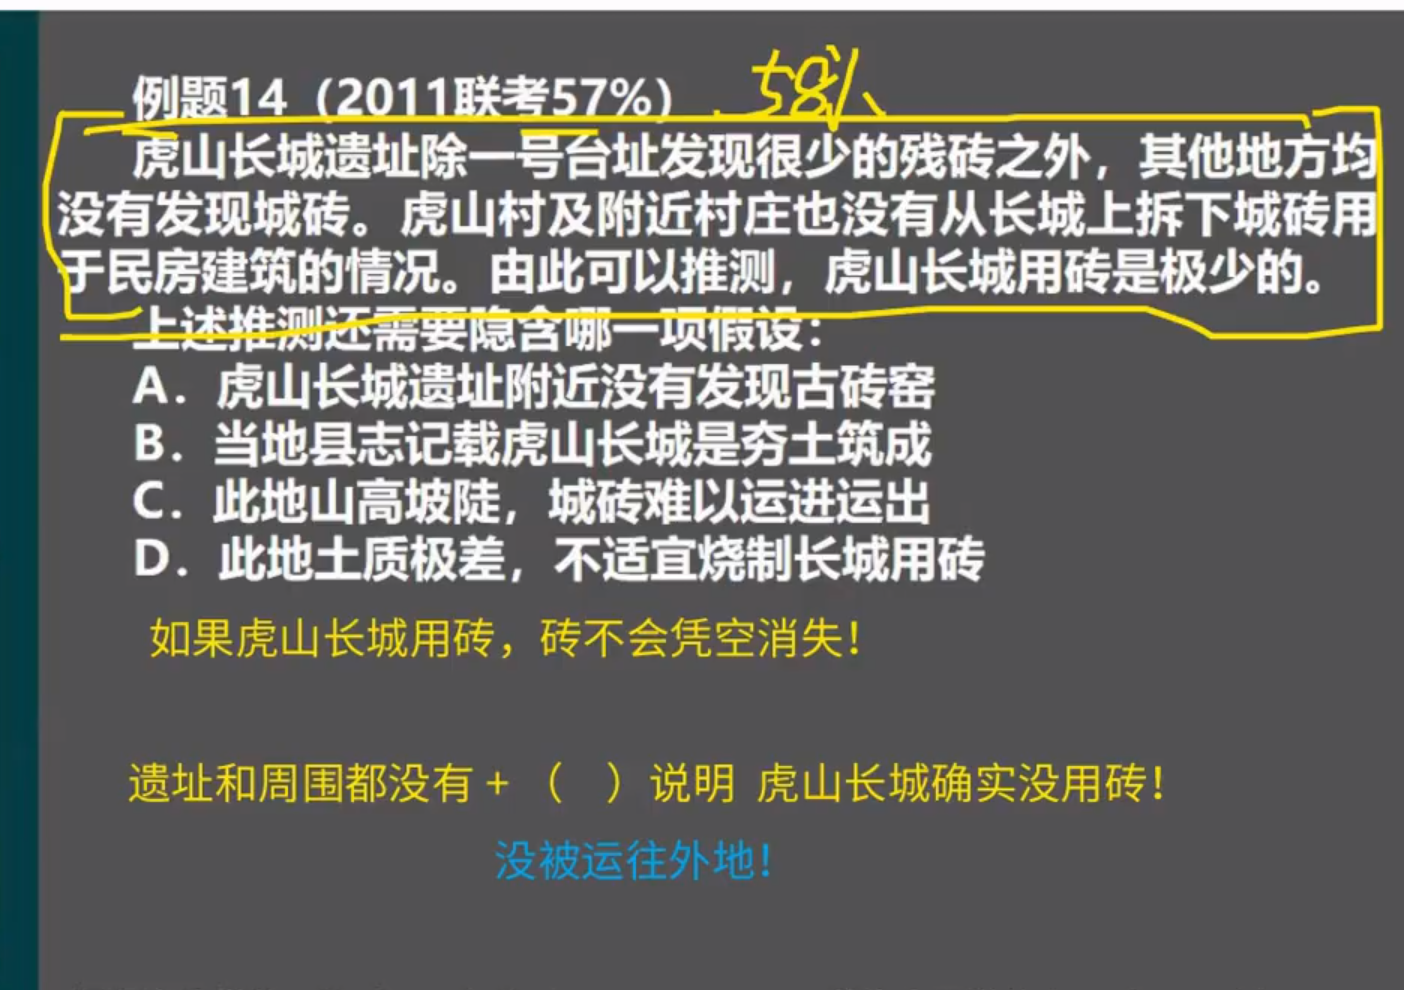 例题14（2011联考57%） 58%
虎山长城遗址除一号台址发现很少的残砖之外，其他地方均
没有发现城砖。虎山村及附近村庄也没有从长城上拆下城砖用
于民房建筑的情况。由此可以推测，虎山长城用砖是极少的。
上述推测还需要隐含哪一项假设：
A．虎山长城遗址附近没有发现古砖窑
B．当地县志记载虎山长城是夯土筑成
C．此地山高坡陡，城砖难以运进运出
D．此地土质极差，不适宜烧制长城用砖
如果虎山长城用砖，砖不会凭空消失！
遗址和周围都没有 + （ ）说明 虎山长城确实没用砖！
没被运往外地！